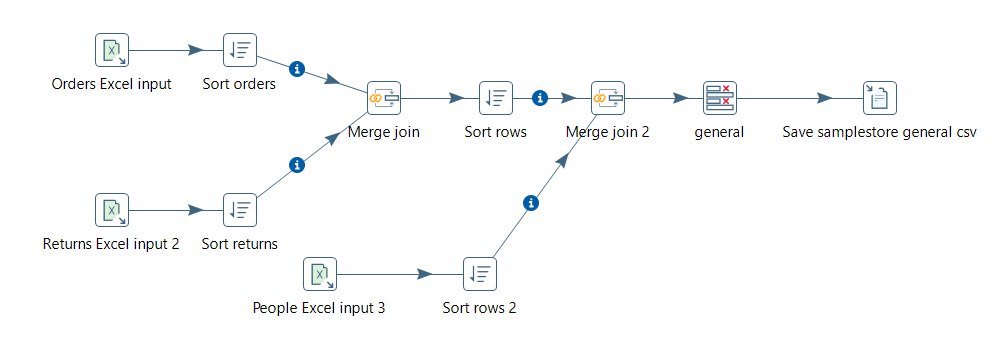 Orders Excel input
Sort orders
Merge join
Sort rows
Merge join 2
general
Save samplestore general csv
Returns Excel input 2
Sort returns
People Excel input 3
Sort rows 2